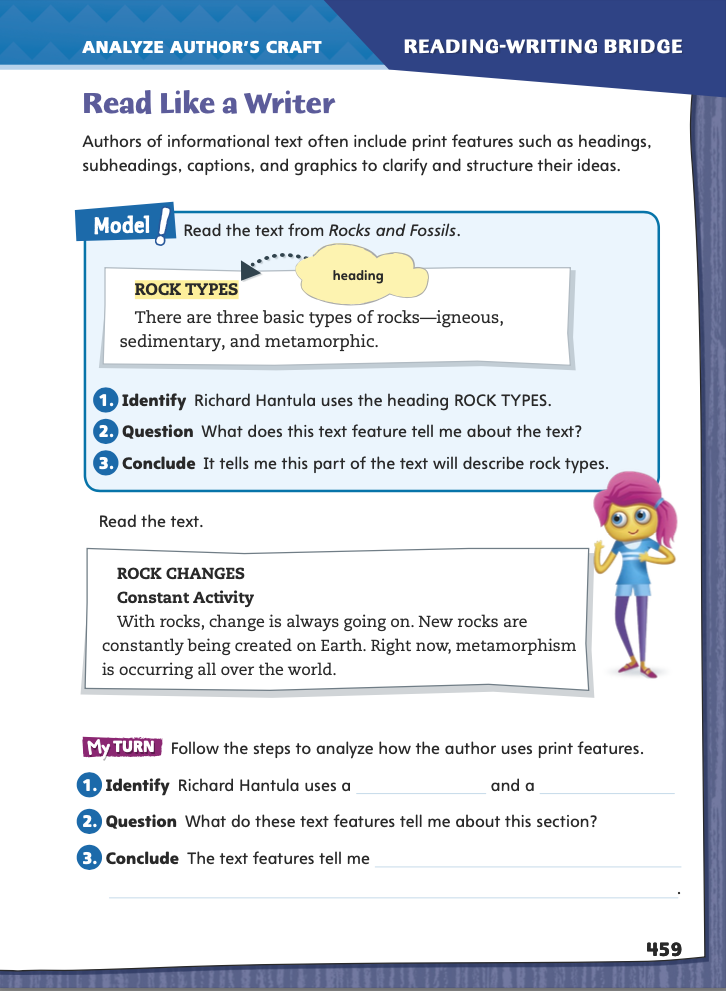 ANALYZE AUTHOR'S CRAFT
READING-WRITING BRIDGE
Read Like a Writer
Authors of informational text often include print features such as headings,
subheadings, captions, and graphics to clarify and structure their ideas.
Model!
Read the text from Rocks and Fossils.
heading
ROCK TYPES
There are three basic types of rocks—igneous,
sedimentary, and metamorphic.
1. Identify Richard Hantula uses the heading ROCK TYPES.
2. Question What does this text feature tell me about the text?
3. Conclude It tells me this part of the text will describe rock types.
Read the text.
ROCK CHANGES
Constant Activity
With rocks, change is always going on. New rocks are
constantly being created on Earth. Right now, metamorphism
is occurring all over the world.
My TURN Follow the steps to analyze how the author uses print features.
1. Identify Richard Hantula uses a and a
2. Question What do these text features tell me about this section?
3. Conclude The text features tell me
.
459